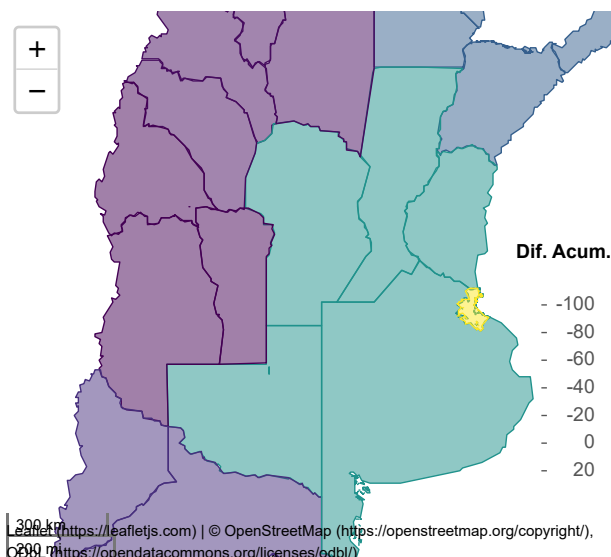 +
−
Dif. Acum.
- -100
- -80
- -60
- -40
- -20
- 0
- 20
300 km
200 mi
Leaflet (https://leafletjs.com) | © OpenStreetMap (https://openstreetmap.org/copyright/),
ODbL (https://opendatacommons.org/licenses/odbl/)